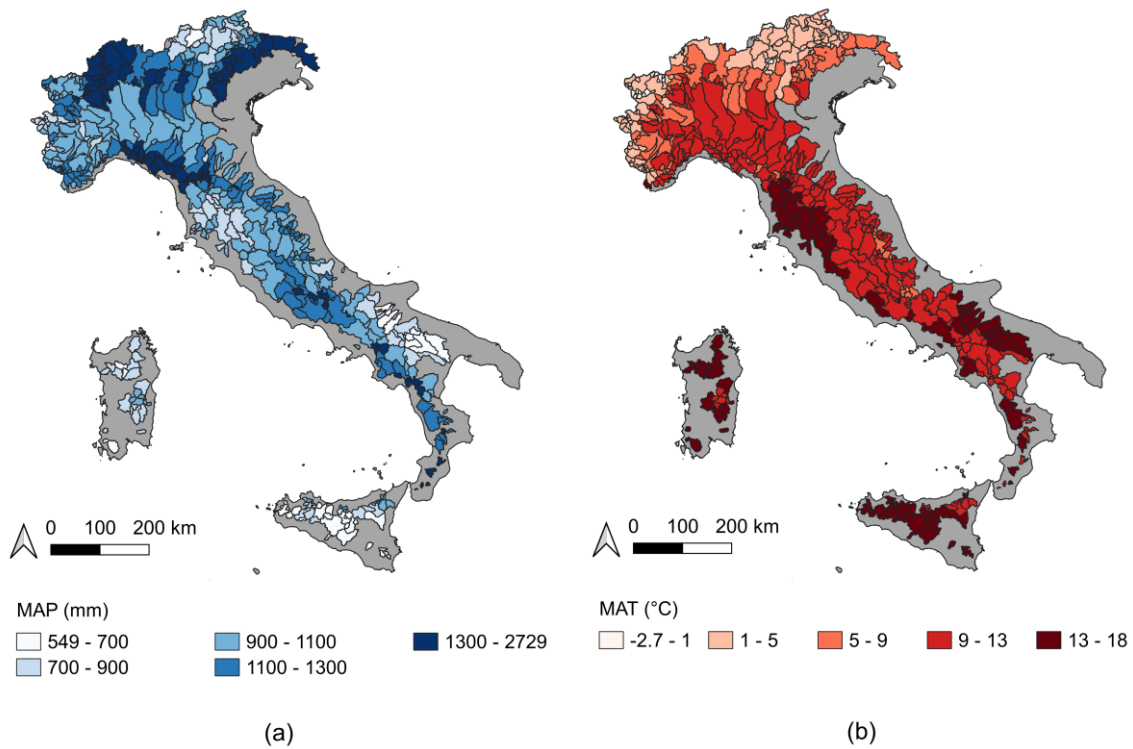 0 100 200 km
0 100 200 km
MAP (mm)
549 - 700 900 - 1100 1300 - 2729
700 - 900 1100 - 1300
MAT (°C)
-2.7 - 1 1 - 5 5 - 9 9 - 13 13 - 18
(a)
(b)